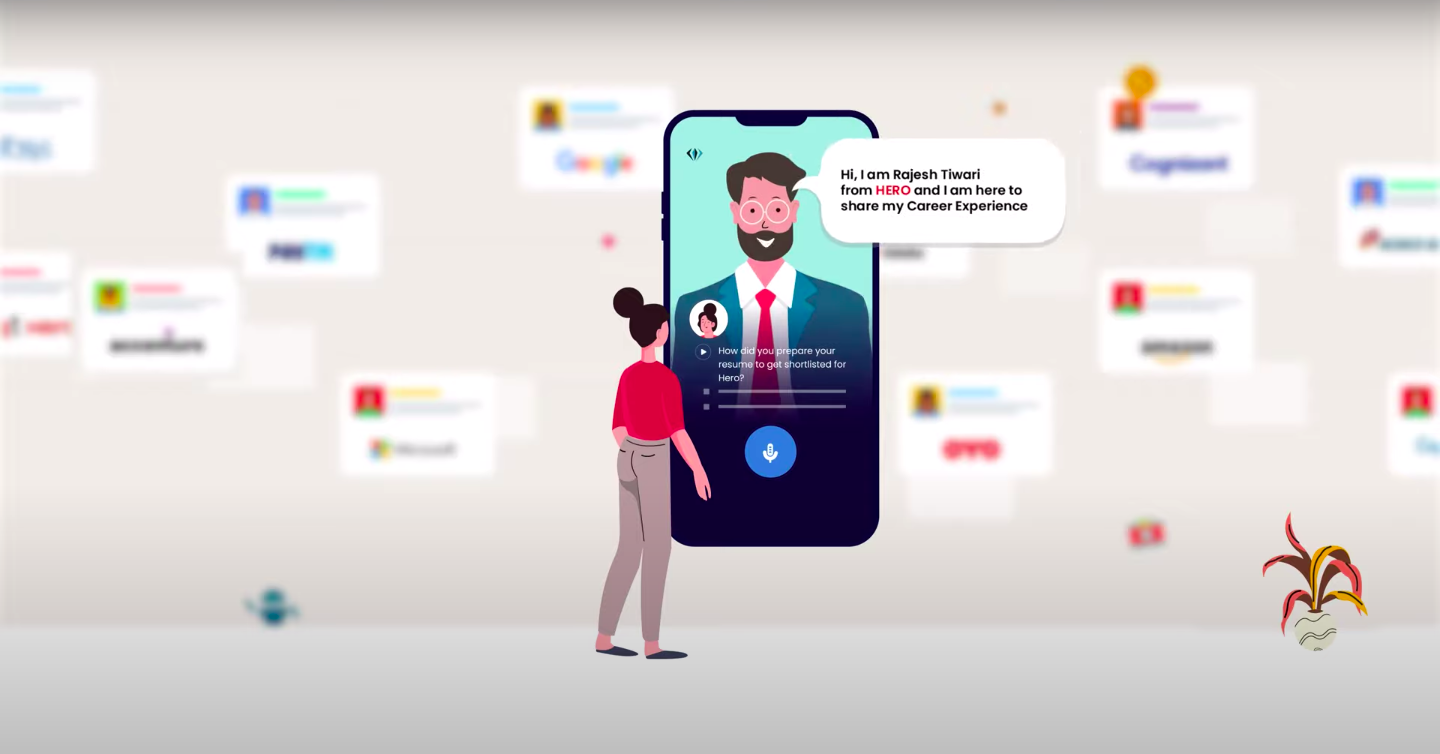 Google
Cognizant
Paytm
accenture
Microsoft
amazon
OYO
Hi, I am Rajesh Tiwari
from HERO and I am here to
share my Career Experience
How did you prepare your
resume to get shortlisted for
Hero?